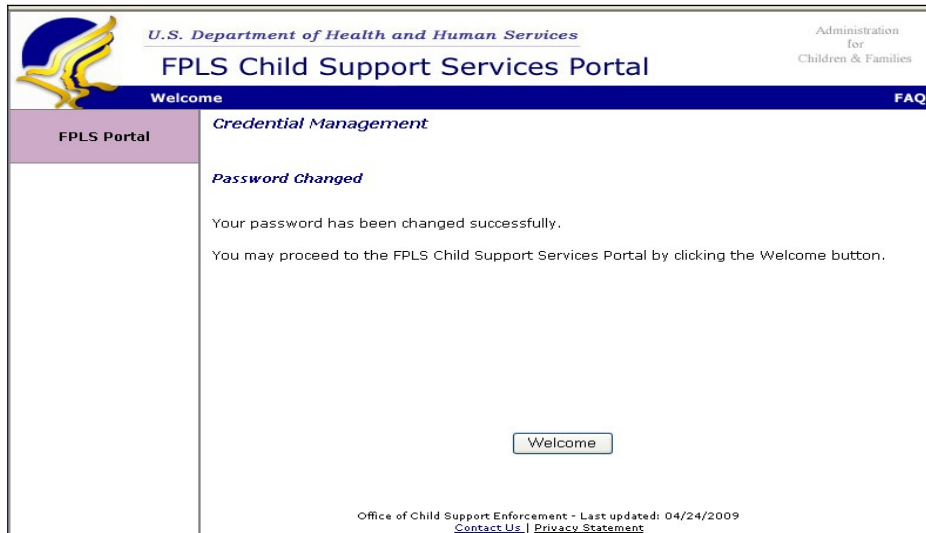 U.S. Department of Health and Human Services
Administration
for
Children & Families
FPLS Child Support Services Portal
Welcome FAQ
FPLS Portal
Credential Management
Password Changed
Your password has been changed successfully.
You may proceed to the FPLS Child Support Services Portal by clicking the Welcome button.
Welcome
Office of Child Support Enforcement - Last updated: 04/24/2009
Contact Us | Privacy Statement